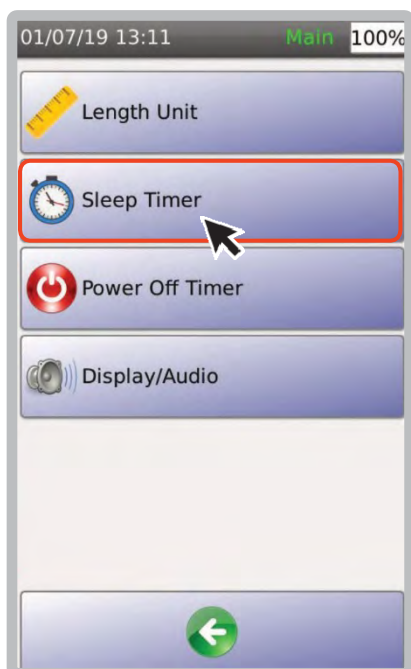 01/07/19 13:11 Main 100%
Length Unit
Sleep Timer
Power Off Timer
Display/Audio